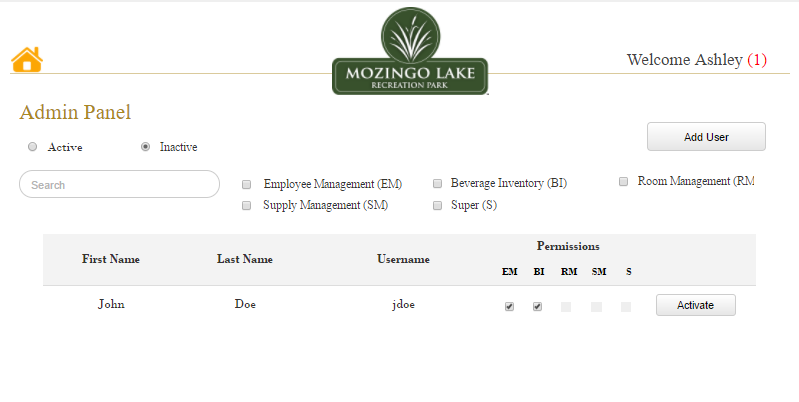 MOZINGO LAKE
RECREATION PARK
Welcome Ashley (1)
Admin Panel
Active Inactive
Add User
Search
Employee Management (EM) Beverage Inventory (BI) Room Management (RM
Supply Management (SM) Super (S)
First Name Last Name Username Permissions
EM BI RM SM S
John Doe jdoe Activate